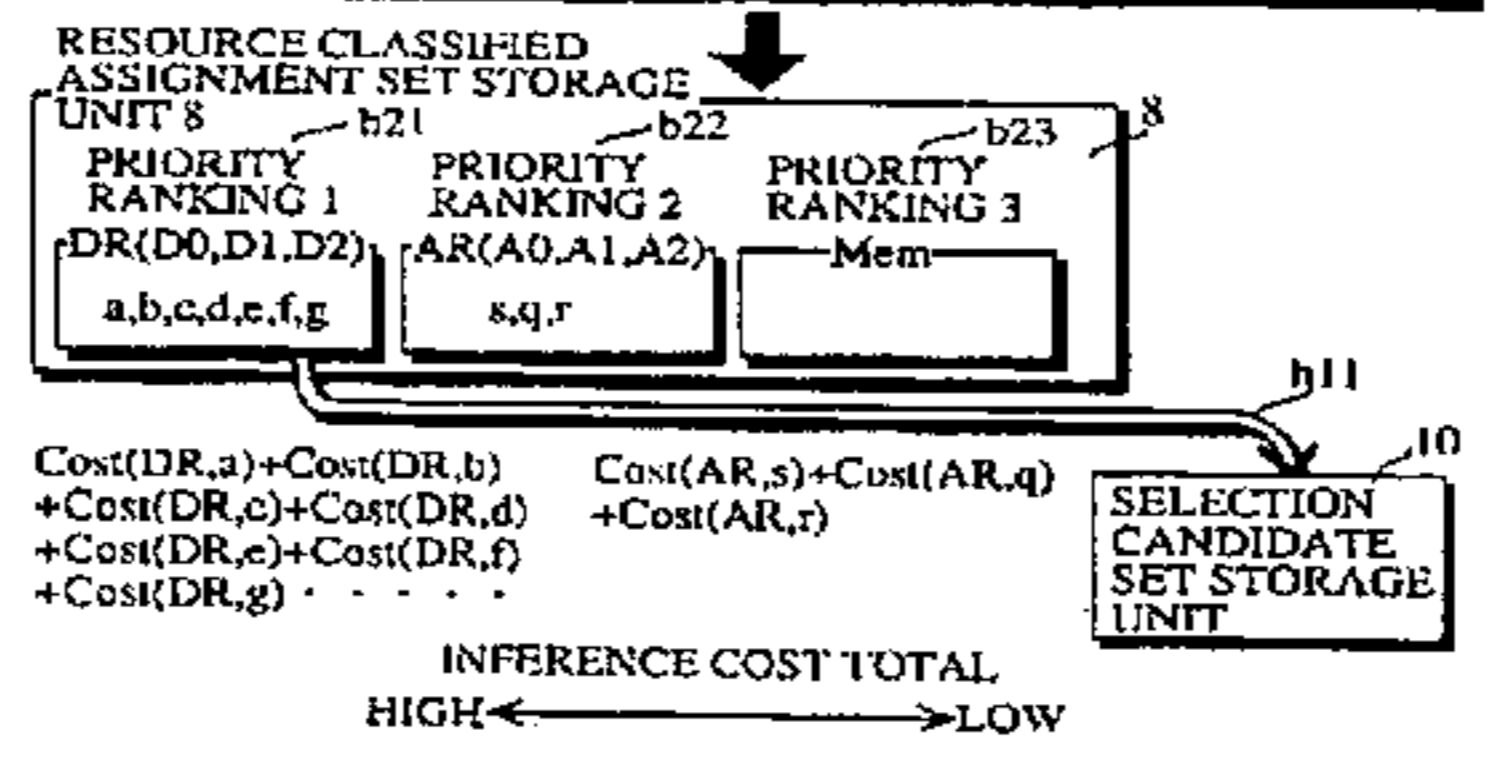 RESOURCE CLASSIFIED
ASSIGNMENT SET STORAGE
UNIT 8
b21
b22
b23
8
PRIORITY
RANKING 1
PRIORITY
RANKING 2
PRIORITY
RANKING 3
DR(D0,D1,D2)
AR(A0,A1,A2)
Mem
a,b,c,d,e,f,g
s,q,r
h11
10
Cost(DR,a)+Cost(DR,b)
+Cost(DR,c)+Cost(DR,d)
+Cost(DR,e)+Cost(DR,f)
+Cost(DR,g) · · · · ·
Cost(AR,s)+Cost(AR,q)
+Cost(AR,r)
SELECTION
CANDIDATE
SET STORAGE
UNIT
INFERENCE COST TOTAL
HIGH
LOW